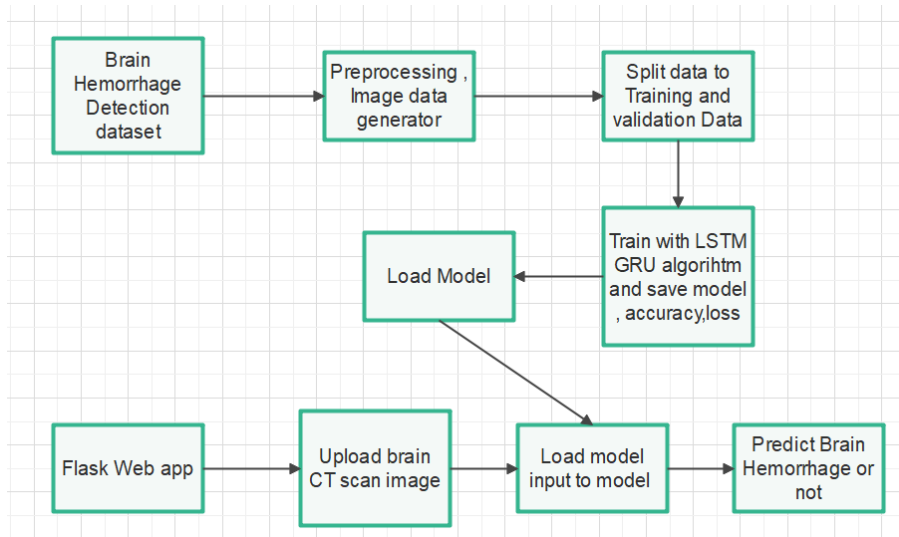 Brain
Hemorrhage
Detection
dataset
Preprocessing ,
Image data
generator
Split data to
Training and
validation Data
Train with LSTM
GRU algorihtm
and save model
, accuracy,loss
Load Model
Flask Web app
Upload brain
CT scan image
Load model
input to model
Predict Brain
Hemorrhage or
not